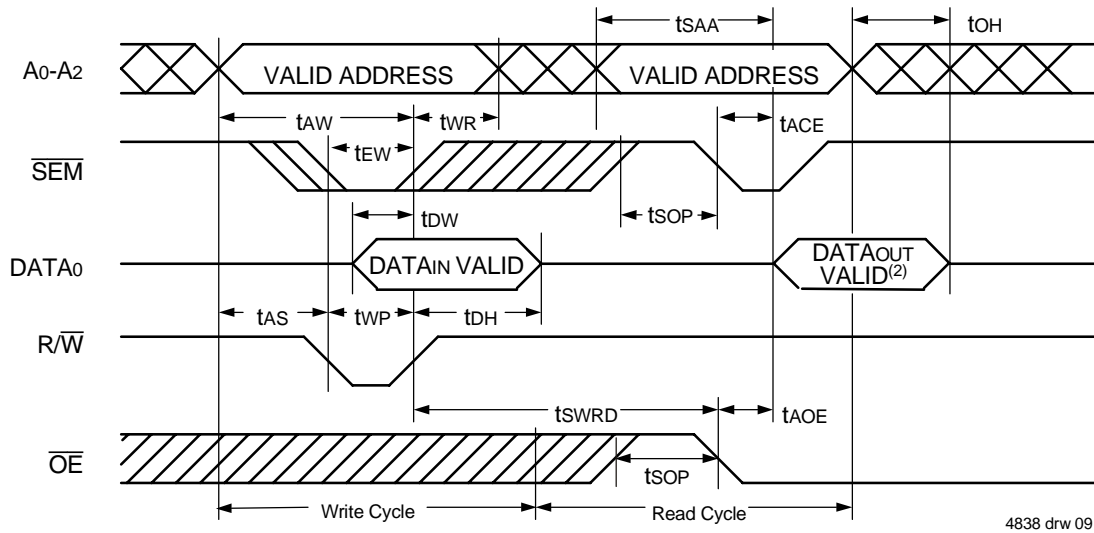 tSAA
tOH
A0-A2
VALID ADDRESS
VALID ADDRESS
tAW
tWR
tACE
tEW
SEM
tSOP
tDW
DATA0
DATAIN VALID
DATAOUT
VALID(2)
tAS
tWP
tDH
R/W
tSWRD
tAOE
OE
tSOP
Write Cycle
Read Cycle
4838 drw 09